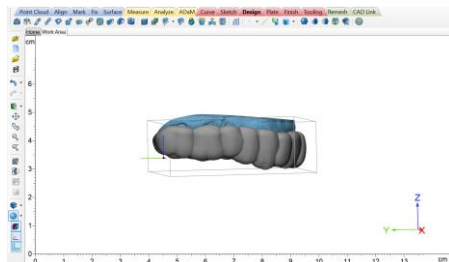 Point Cloud Align Mark Fix Surface Measure Analyze ADaM Curve Sketch Design Plate Finish Tooling Remesh CAD Link
Home Work Area
cm
6
5
4
3
2
1
0
Z
Y X
0 1 2 3 4 5 6 7 8 9 10 11 12 13 cm